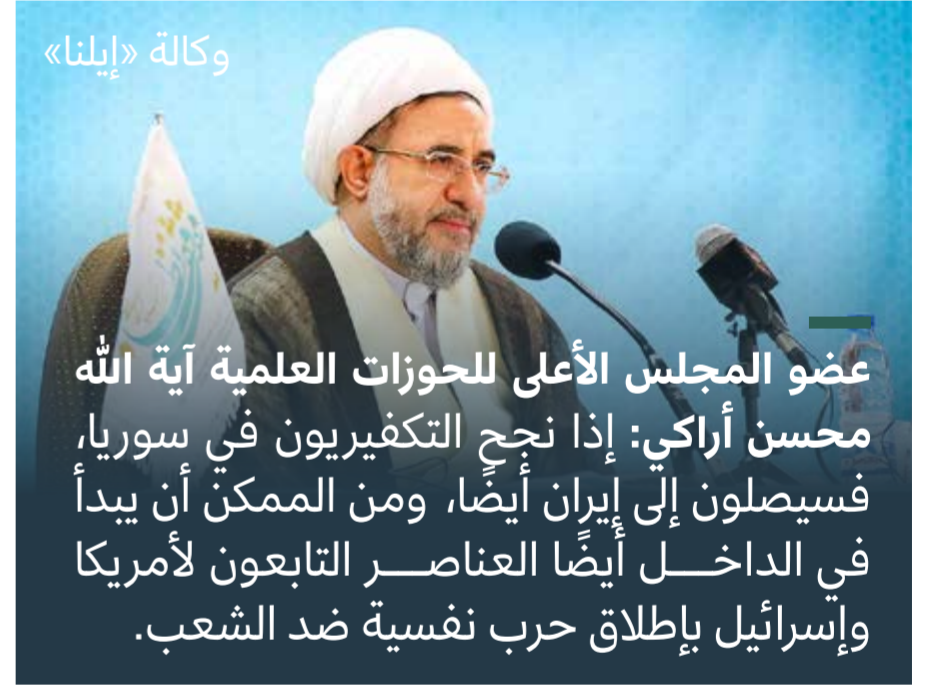 وكالة «إيلنا»
عضو المجلس الأعلى للحوزات العلمية آية الله
محسن أراكي: إذا نجح التكفيريون في سوريا،
فسيصلون إلى إيران أيضًا، ومن الممكن أن يبدأ
في الداخـــل أيضًا العناصـــر التابعون لأمريكا
وإسرائيل بإطلاق حرب نفسية ضد الشعب.